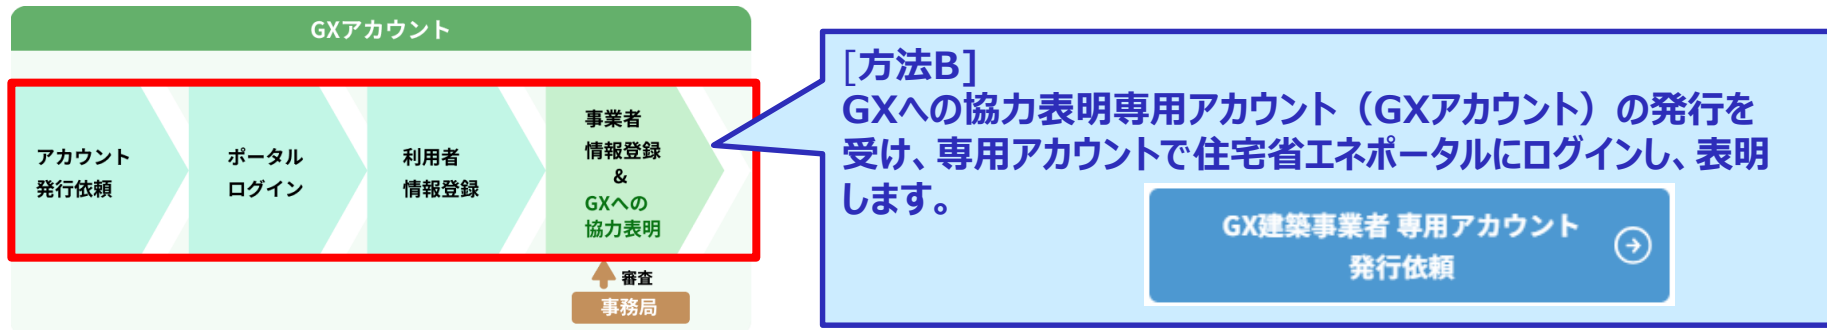 GXアカウント
アカウント
発行依頼
ポータル
ログイン
利用者
情報登録
事業者
情報登録
&
GXへの
協力表明
審査
事務局
[方法B]
GXへの協力表明専用アカウント（GXアカウント）の発行を
受け、専用アカウントで住宅省エネポータルにログインし、表明
します。
GX建築事業者 専用アカウント
発行依頼